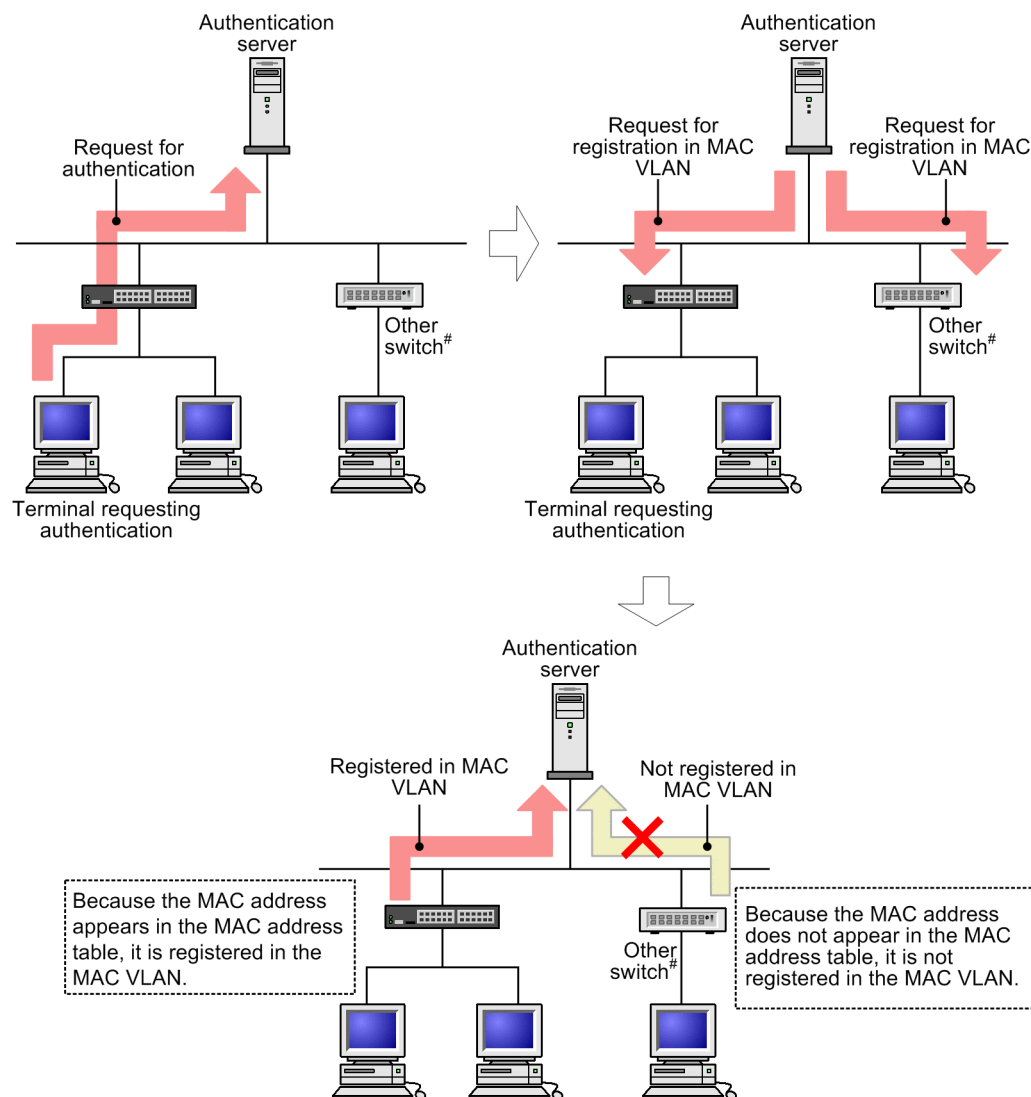 Authentication
server
Request for
authentication
Other
switch#
Terminal requesting
authentication
Authentication
server
Request for
registration in MAC
VLAN
Request for
registration in MAC
VLAN
Other
switch#
Terminal requesting
authentication
Authentication
server
Registered in MAC
VLAN
Not registered in
MAC VLAN
Because the MAC address
appears in the MAC address
table, it is registered in the
MAC VLAN.
Other
switch#
Because the MAC address
does not appear in the MAC
address table, it is not
registered in the MAC VLAN.